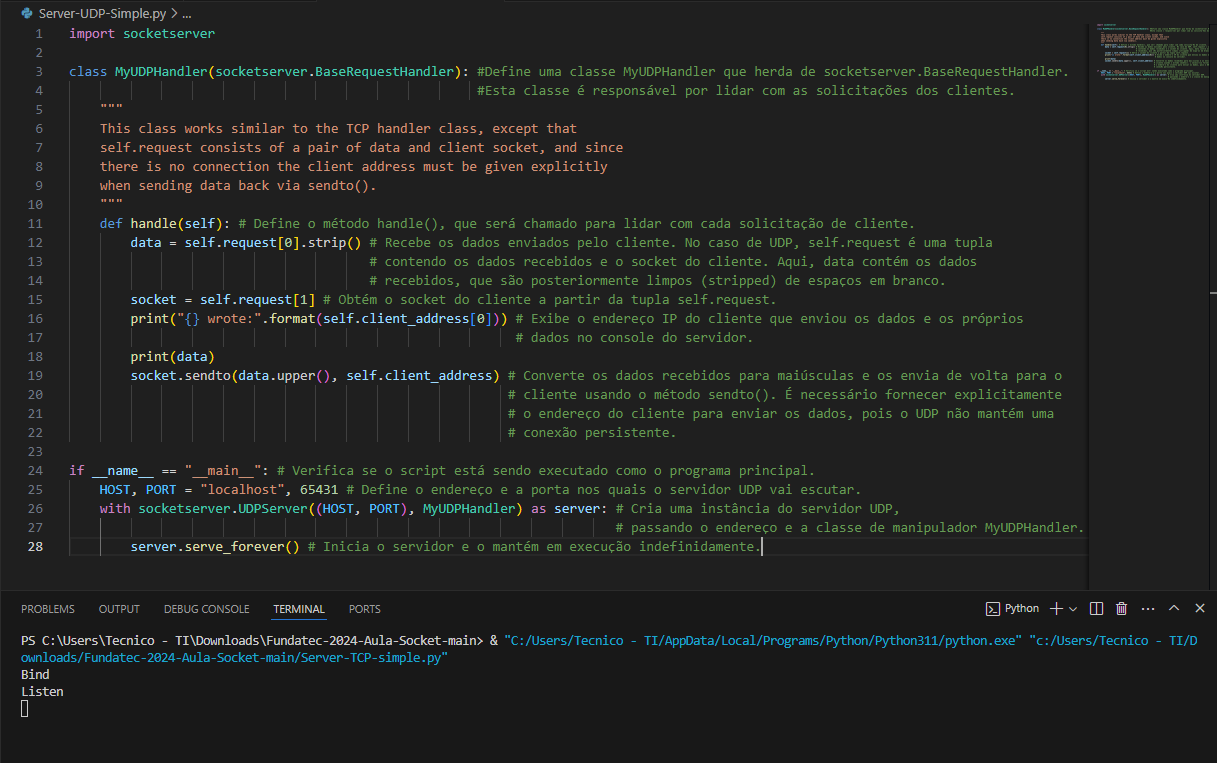 Server-UDP-Simple.py > ...
1 import socketserver
2
3 class MyUDPHandler(socketserver.BaseRequestHandler): #Define uma classe MyUDPHandler que herda de socketserver.BaseRequestHandler.
4 #Esta classe é responsável por lidar com as solicitações dos clientes.
5 """
6 This class works similar to the TCP handler class, except that
7 self.request consists of a pair of data and client socket, and since
8 there is no connection the client address must be given explicitly
9 when sending data back via sendto().
10 """
11 def handle(self): # Define o método handle(), que será chamado para lidar com cada solicitação de cliente.
12 data = self.request[0].strip() # Recebe os dados enviados pelo cliente. No caso de UDP, self.request é uma tupla
13 # contendo os dados recebidos e o socket do cliente. Aqui, data contém os dados
14 # recebidos, que são posteriormente limpos (stripped) de espaços em branco.
15 socket = self.request[1] # Obtém o socket do cliente a partir da tupla self.request.
16 print("{} wrote:".format(self.client_address[0])) # Exibe o endereço IP do cliente que enviou os dados e os próprios
17 # dados no console do servidor.
18 print(data)
19 socket.sendto(data.upper(), self.client_address) # Converte os dados recebidos para maiúsculas e os envia de volta para o
20 # cliente usando o método sendto(). É necessário fornecer explicitamente
21 # o endereço do cliente para enviar os dados, pois o UDP não mantém uma
22 # conexão persistente.
23
24 if __name__ == "__main__": # Verifica se o script está sendo executado como o programa principal.
25 HOST, PORT = "localhost", 65431 # Define o endereço e a porta nos quais o servidor UDP vai escutar.
26 with socketserver.UDPServer((HOST, PORT), MyUDPHandler) as server: # Cria uma instância do servidor UDP,
27 # passando o endereço e a classe de manipulador MyUDPHandler.
28 server.serve_forever() # Inicia o servidor e o mantém em execução indefinidamente.
PROBLEMS OUTPUT DEBUG CONSOLE TERMINAL PORTS Python
PS C:\Users\Tecnico - TI\Downloads\Fundatec-2024-Aula-Socket-main> & "C:/Users/Tecnico - TI/AppData/Local/Programs/Python/Python311/python.exe" "c:/Users/Tecnico - TI/D
ownloads/Fundatec-2024-Aula-Socket-main/Server-TCP-simple.py"
Bind
Listen